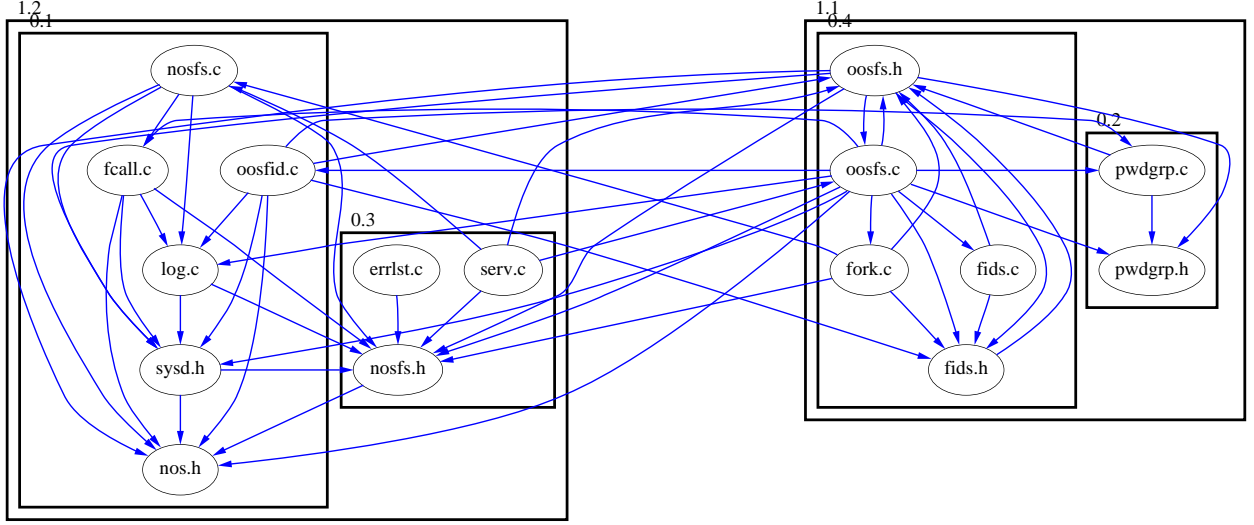 1.2
0.1
1.1
0.4
nosfs.c
oosfs.h
0.2
fcall.c
oosfid.c
oosfs.c
pwdgrp.c
0.3
log.c
errlst.c
serv.c
fork.c
fids.c
pwdgrp.h
sysd.h
nosfs.h
fids.h
nos.h